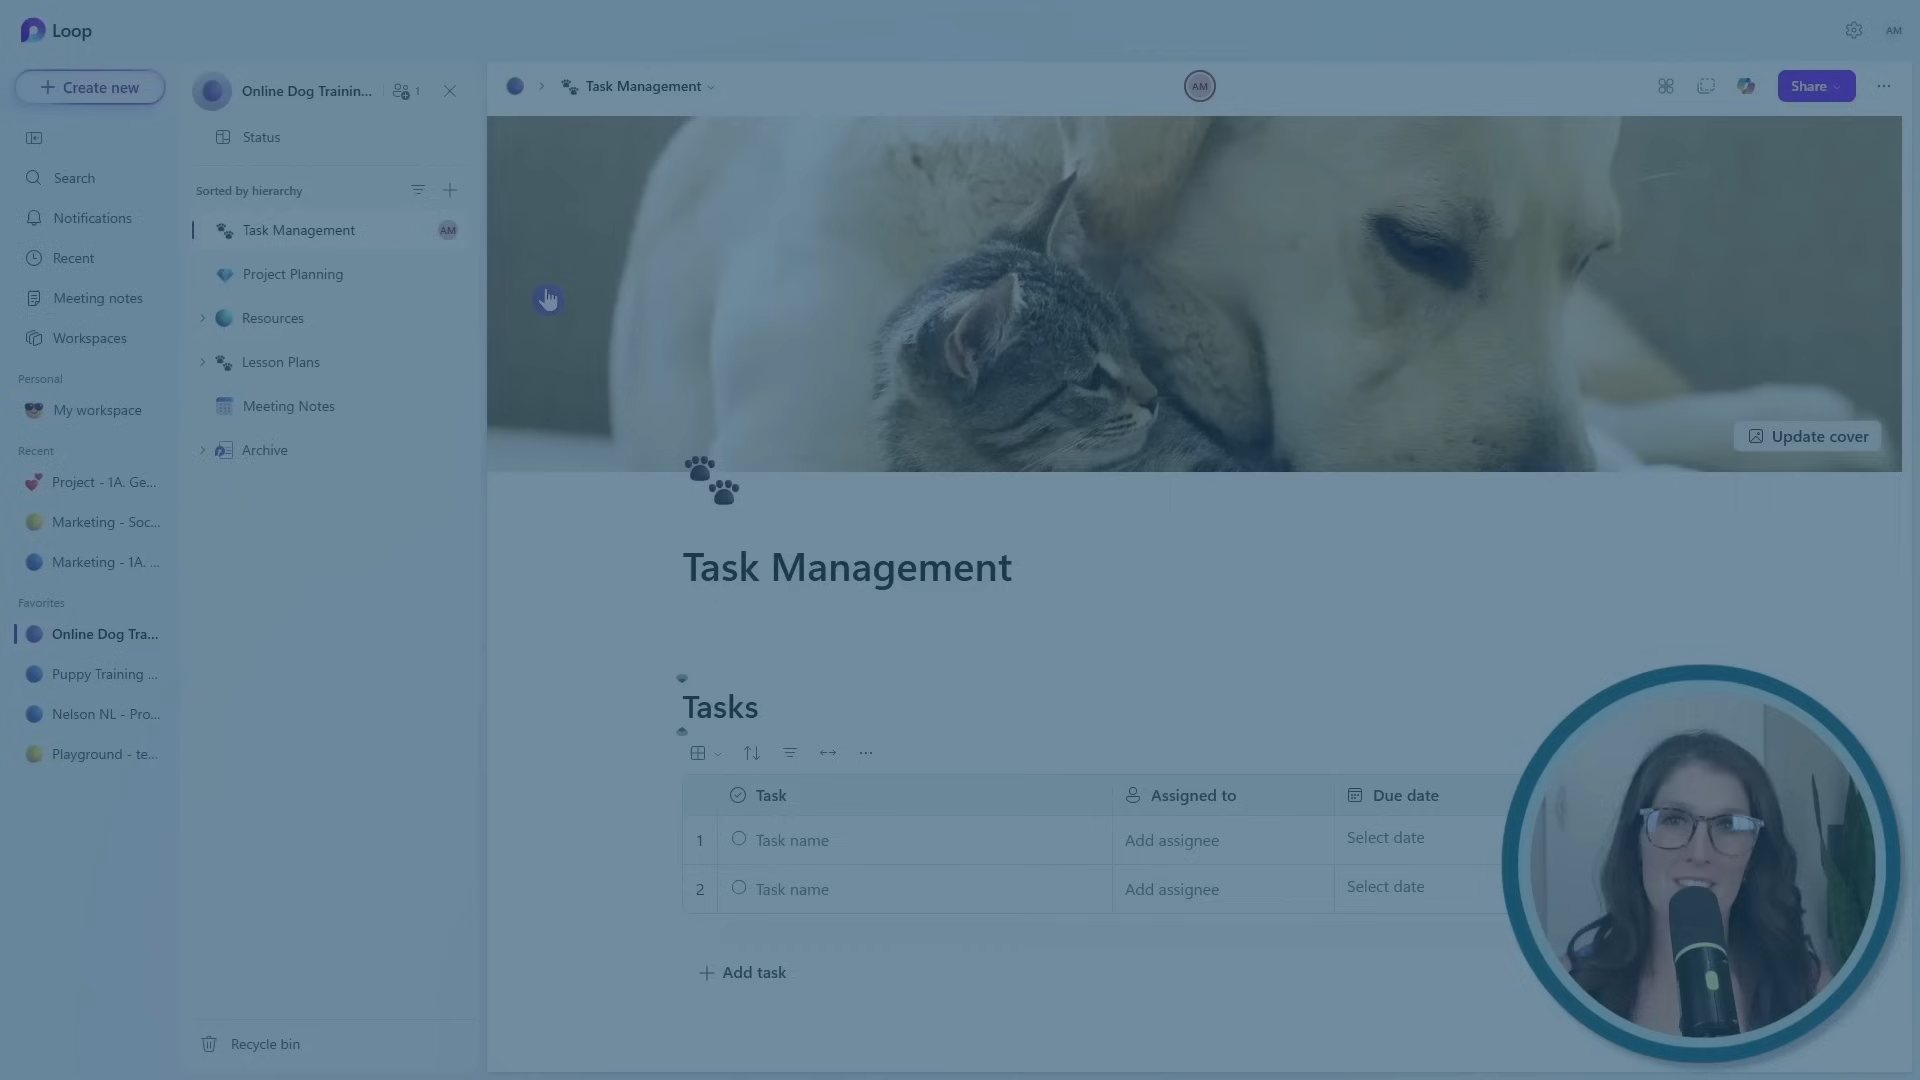 Loop
AM
Create new
Search
Notifications
Recent
Meeting notes
Workspaces
Personal
My workspace
Recent
Project - 1A. Ge...
Marketing - Soc...
Marketing - 1A. ...
Favorites
Online Dog Tra...
Puppy Training ...
Nelson NL - Pro...
Playground - te...
Online Dog Trainin...
1
Status
Sorted by hierarchy
Task Management
AM
Project Planning
Resources
Lesson Plans
Meeting Notes
Archive
Recycle bin
Task Management
AM
Share
Update cover
Task Management
Tasks
Task Assigned to Due date
1 Task name Add assignee Select date
2 Task name Add assignee Select date
Add task